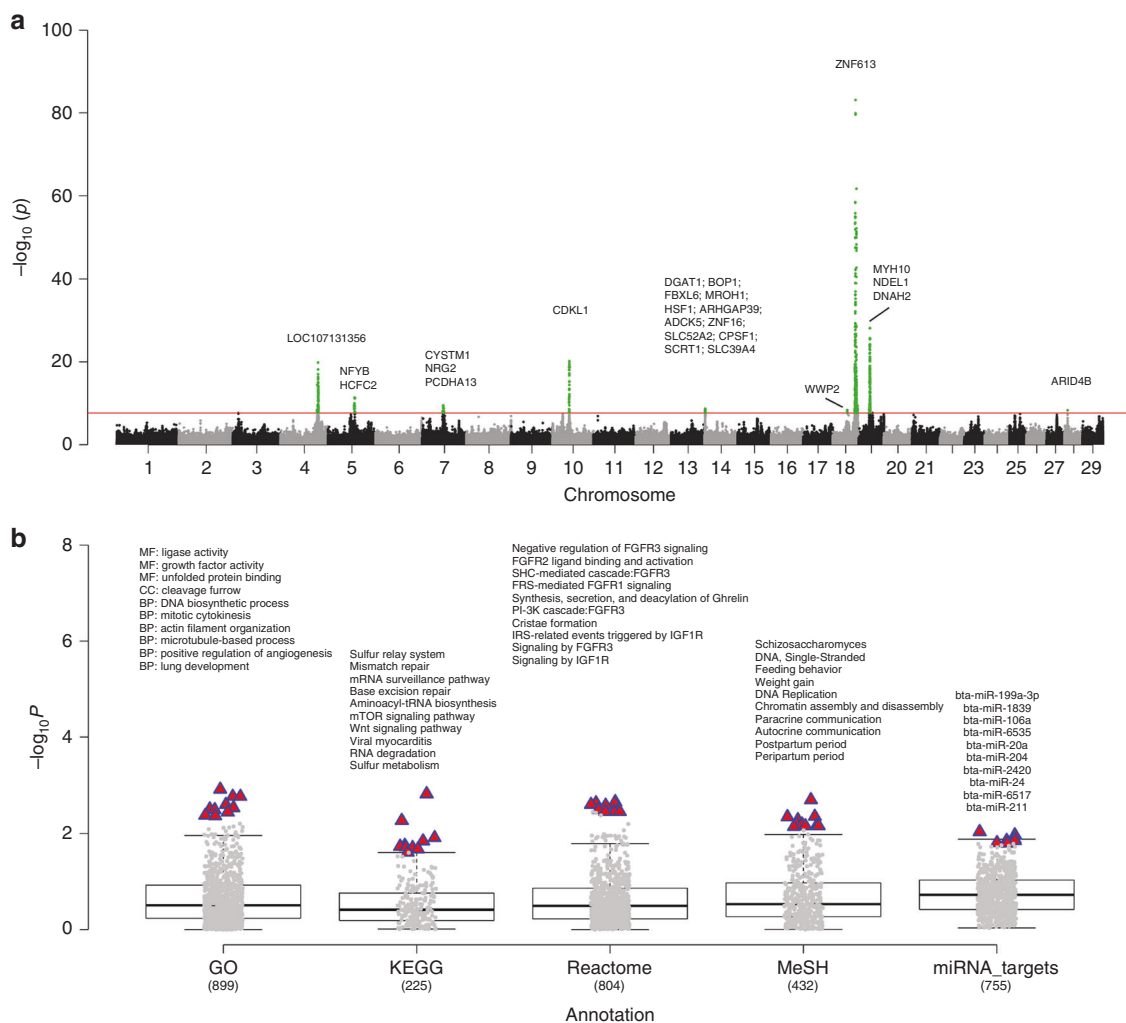 a
100
80
60
40
20
0
−log10 (p)
ZNF613
MYH10
NDEL1
DNAH2
DGAT1; BOP1;
FBXL6; MROH1;
HSF1; ARHGAP39;
ADCK5; ZNF16;
SLC52A2; CPSF1;
SCRT1; SLC39A4
CDKL1
LOC107131356
NFYB
HCFC2
CYSTM1
NRG2
PCDHA13
WWP2
ARID4B
1 2 3 4 5 6 7 8 9 10 11 12 13 14 15 16 17 18 20 21 23 25 27 29
Chromosome
b
8
6
4
2
0
−log10P
MF: ligase activity
MF: growth factor activity
MF: unfolded protein binding
CC: cleavage furrow
BP: DNA biosynthetic process
BP: mitotic cytokinesis
BP: actin filament organization
BP: microtubule-based process
BP: positive regulation of angiogenesis
BP: lung development
Sulfur relay system
Mismatch repair
mRNA surveillance pathway
Base excision repair
Aminoacyl-tRNA biosynthesis
mTOR signaling pathway
Wnt signaling pathway
Viral myocarditis
RNA degradation
Sulfur metabolism
Negative regulation of FGFR3 signaling
FGFR2 ligand binding and activation
SHC-mediated cascade:FGFR3
FRS-mediated FGFR1 signaling
Synthesis, secretion, and deacylation of Ghrelin
PI-3K cascade:FGFR3
Cristae formation
IRS-related events triggered by IGF1R
Signaling by FGFR3
Signaling by IGF1R
Schizosaccharomyces
DNA, Single-Stranded
Feeding behavior
Weight gain
DNA Replication
Chromatin assembly and disassembly
Paracrine communication
Autocrine communication
Postpartum period
Peripartum period
bta-miR-199a-3p
bta-miR-1839
bta-miR-106a
bta-miR-6535
bta-miR-20a
bta-miR-204
bta-miR-2420
bta-miR-24
bta-miR-6517
bta-miR-211
GO KEGG Reactome MeSH miRNA_targets
(899) (225) (804) (432) (755)
Annotation